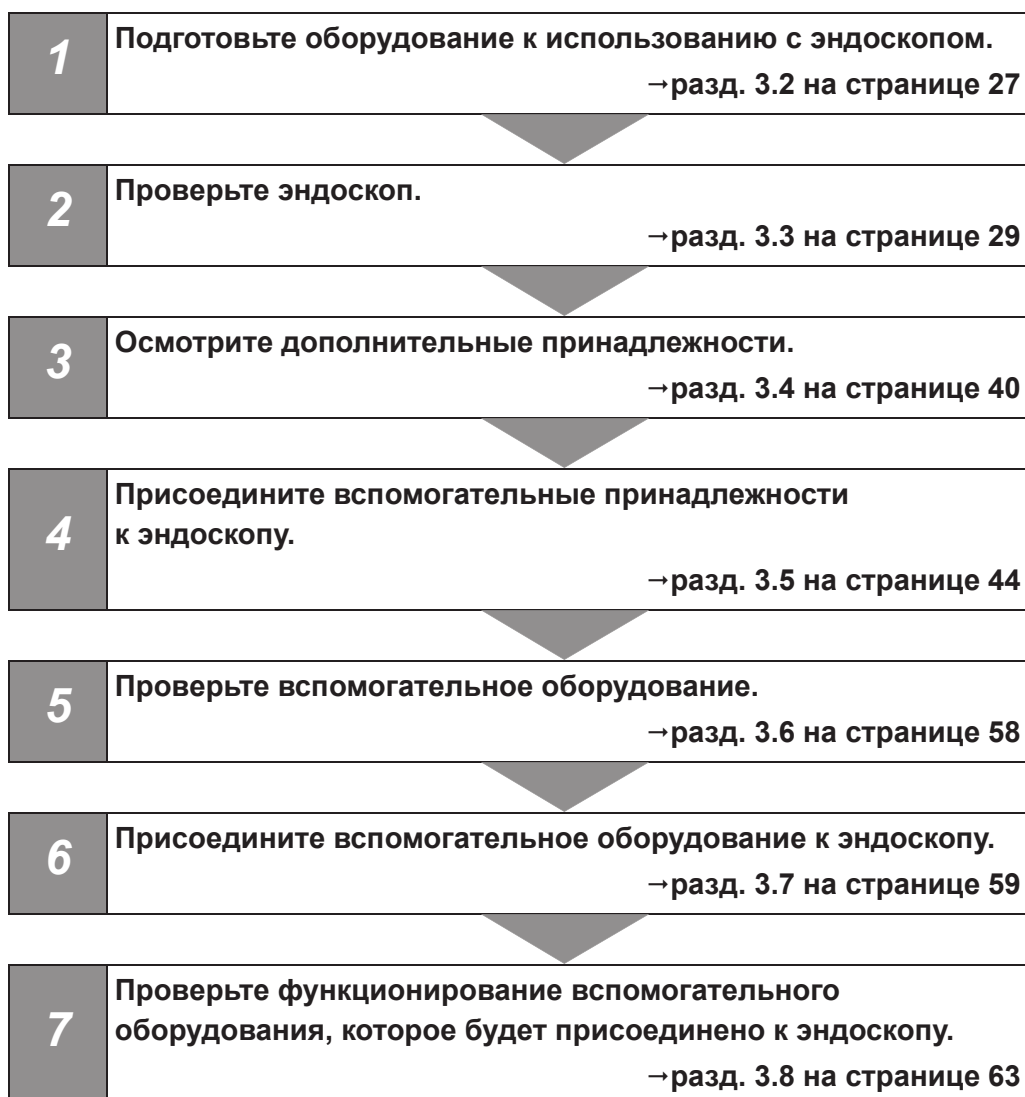 1
Подготовьте оборудование к использованию с эндоскопом.
→разд. 3.2 на странице 27
2
Проверьте эндоскоп.
→разд. 3.3 на странице 29
3
Осмотрите дополнительные принадлежности.
→разд. 3.4 на странице 40
4
Присоедините вспомогательные принадлежности
к эндоскопу.
→разд. 3.5 на странице 44
5
Проверьте вспомогательное оборудование.
→разд. 3.6 на странице 58
6
Присоедините вспомогательное оборудование к эндоскопу.
→разд. 3.7 на странице 59
7
Проверьте функционирование вспомогательного
оборудования, которое будет присоединено к эндоскопу.
→разд. 3.8 на странице 63